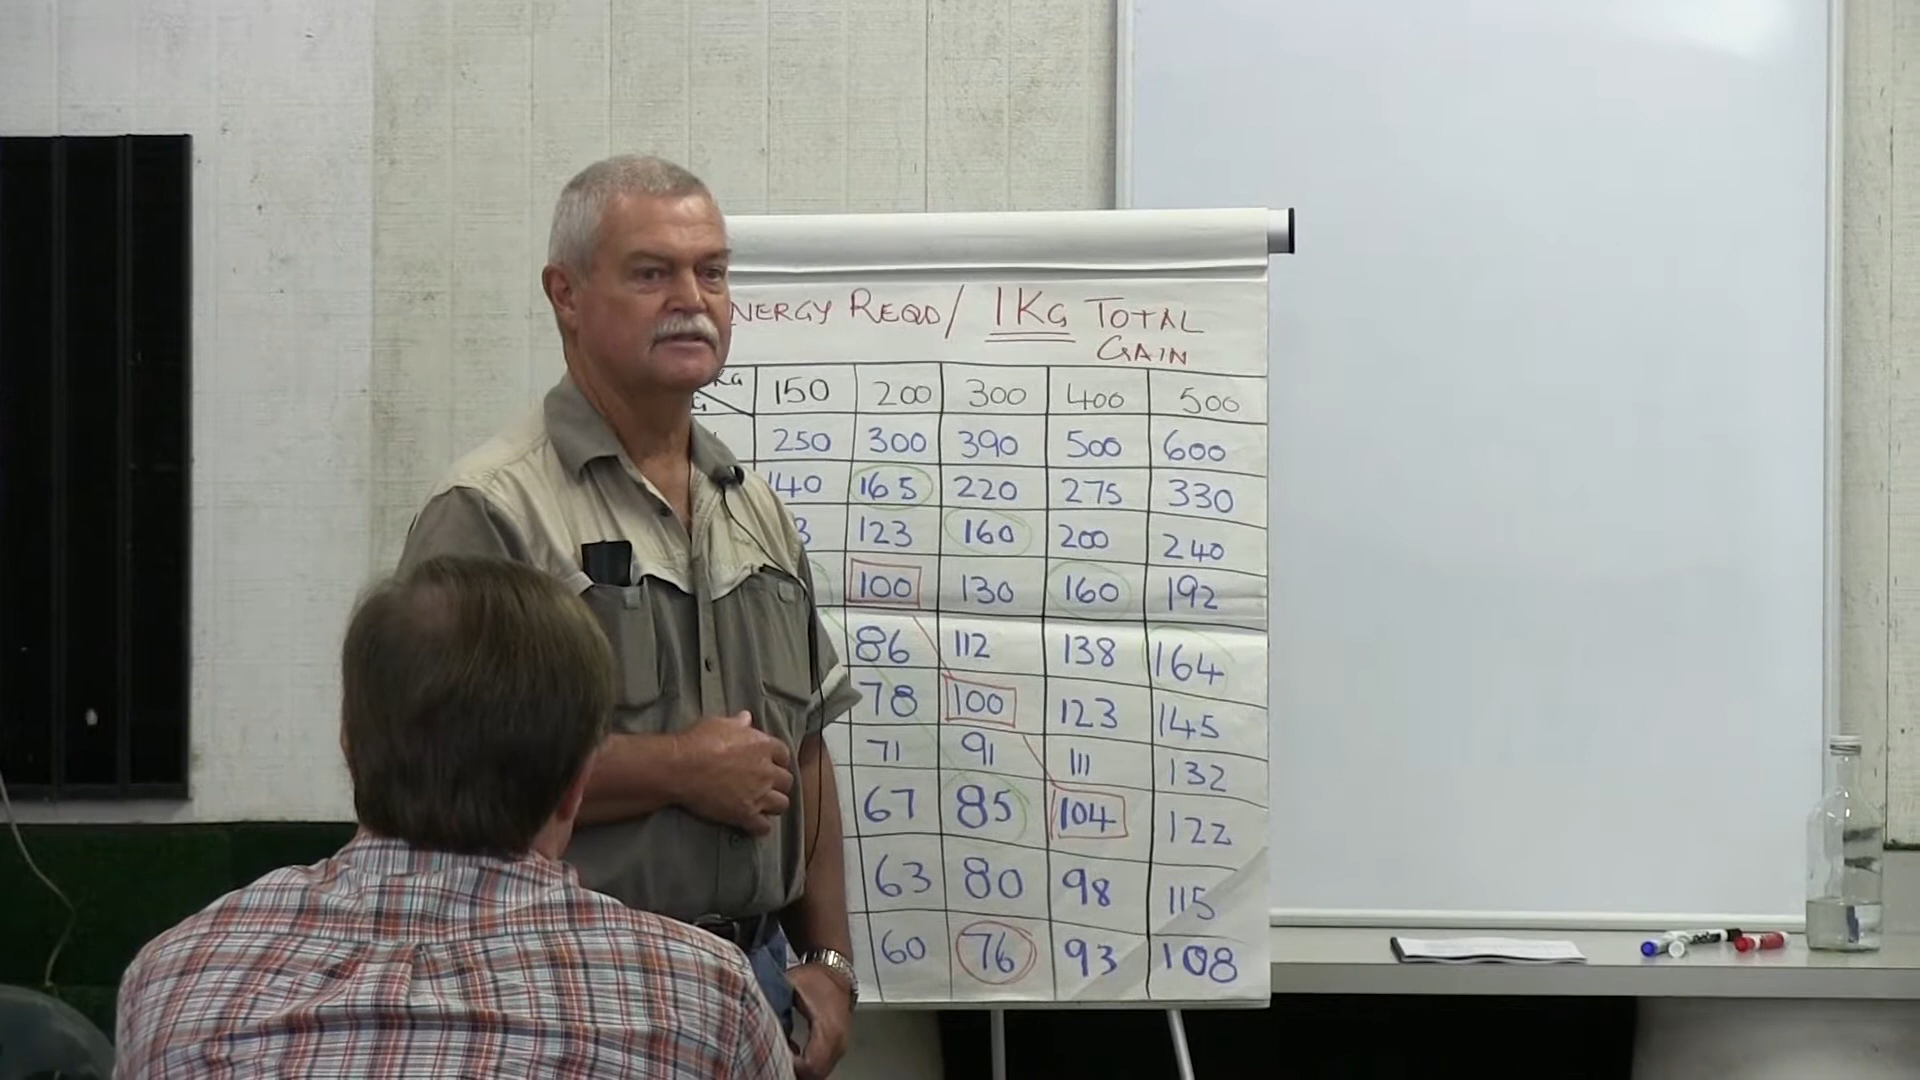 NERGY REQD/ 1KG TOTAL
GAIN
KG 150 200 300 400 500
G
250 300 390 500 600
140 165 220 275 330
3 123 160 200 240
100 130 160 192
86 112 138 164
78 100 123 145
71 91 111 132
67 85 104 122
63 80 98 115
60 76 93 108